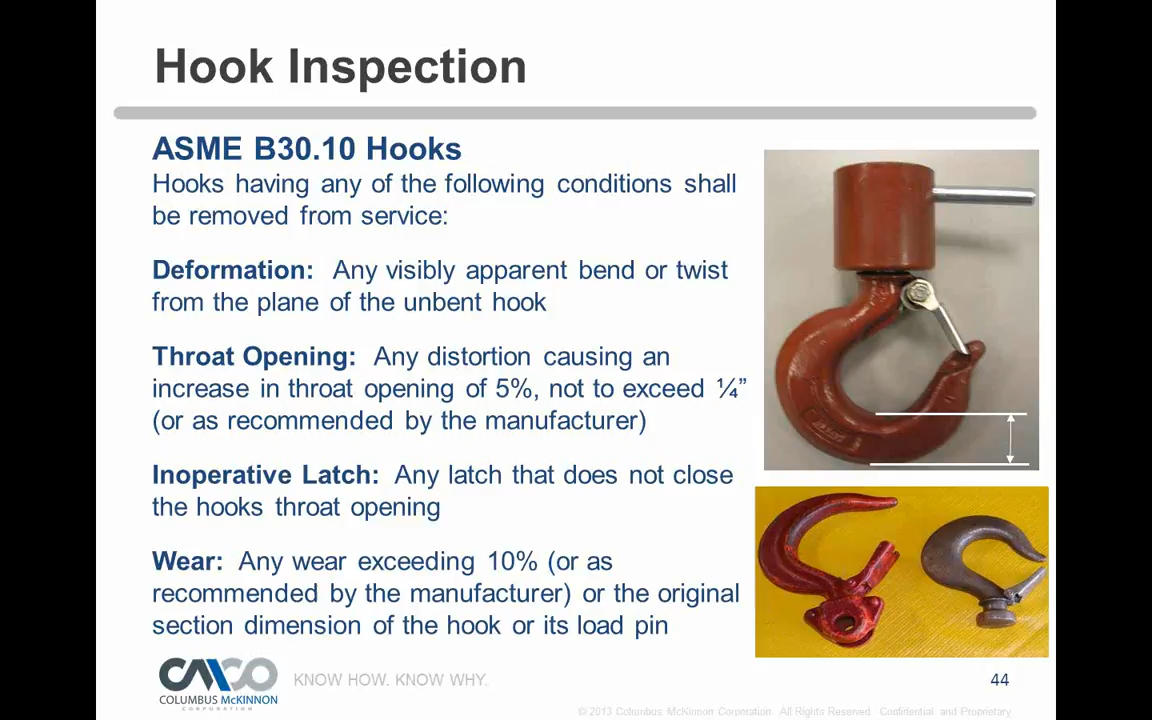 Hook Inspection
ASME B30.10 Hooks
Hooks having any of the following conditions shall
be removed from service:
Deformation: Any visibly apparent bend or twist
from the plane of the unbent hook
Throat Opening: Any distortion causing an
increase in throat opening of 5%, not to exceed ¼”
(or as recommended by the manufacturer)
Inoperative Latch: Any latch that does not close
the hooks throat opening
Wear: Any wear exceeding 10% (or as
recommended by the manufacturer) or the original
section dimension of the hook or its load pin
CMCO
COLUMBUS McKINNON
CORPORATION
KNOW HOW. KNOW WHY.
44
© 2013 Columbus McKinnon Corporation. All Rights Reserved. Confidential and Proprietary